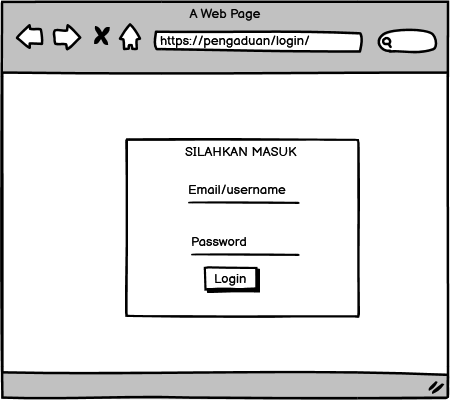 A Web Page
https://pengaduan/login/
SILAHKAN MASUK
Email/username
Password
Login